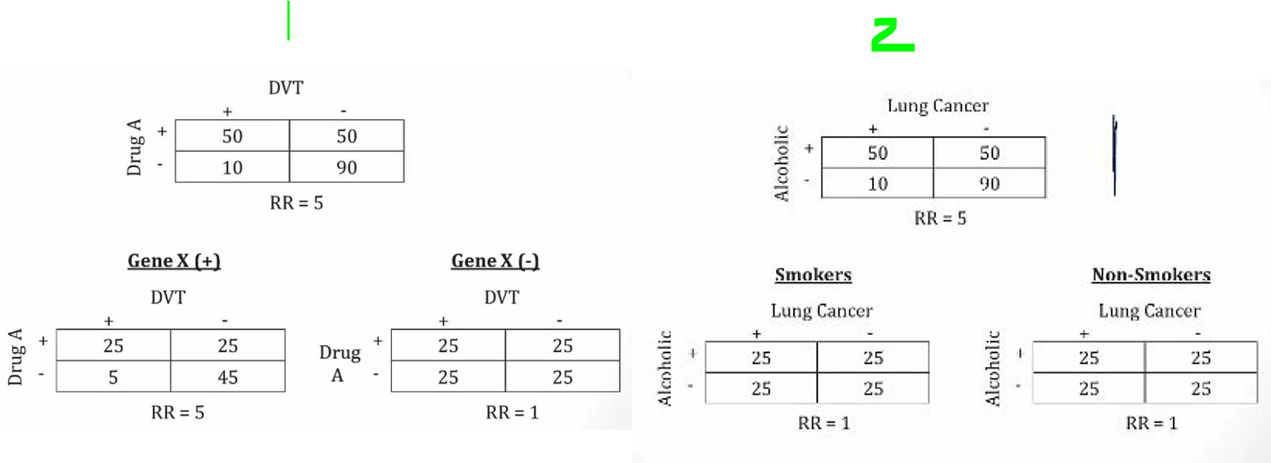 1
2
DVT
+ -
Drug A
+ 50 50
- 10 90
RR = 5
Gene X (+)
DVT
+ -
Drug A
+ 25 25
- 5 45
RR = 5
Gene X (-)
DVT
+ -
Drug
A
+ 25 25
- 25 25
RR = 1
Lung Cancer
+ -
Alcoholic
+ 50 50
- 10 90
RR = 5
Smokers
Lung Cancer
+ -
Alcoholic
+ 25 25
- 25 25
RR = 1
Non-Smokers
Lung Cancer
+ -
Alcoholic
+ 25 25
- 25 25
RR = 1